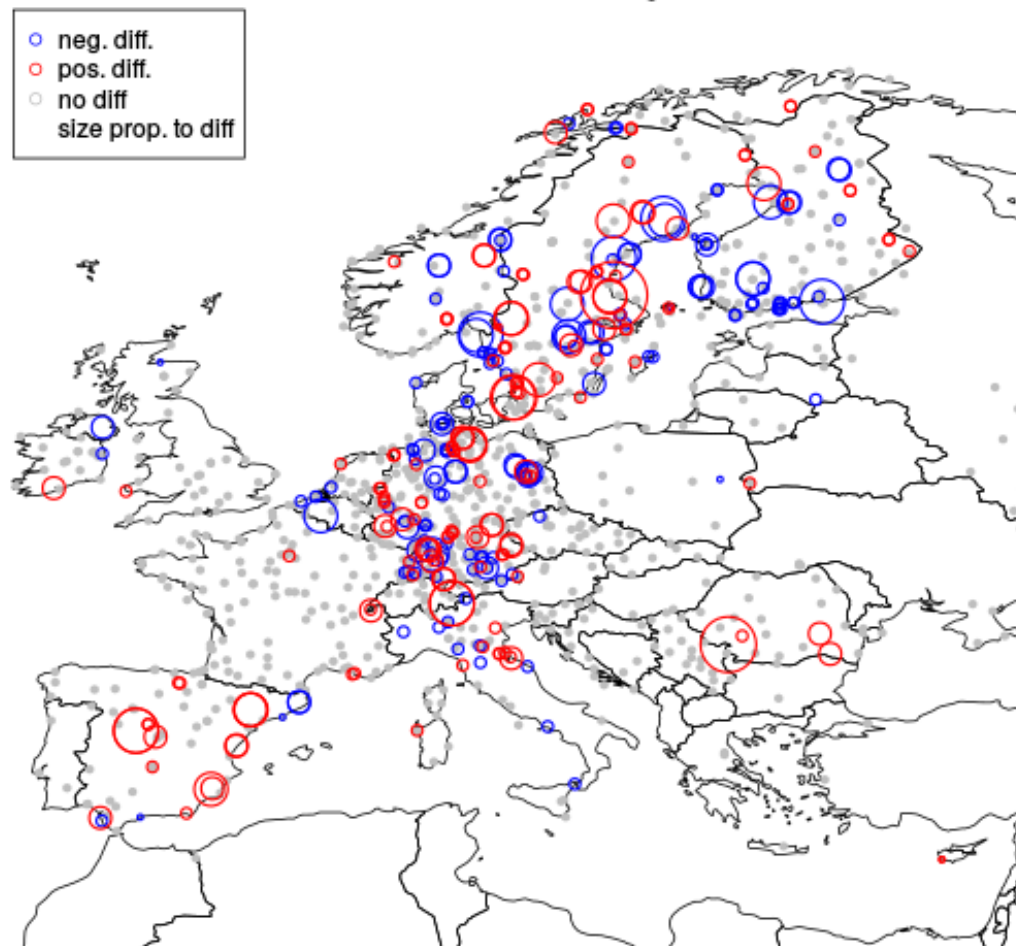 neg. diff.
pos. diff.
no diff
size prop. to diff